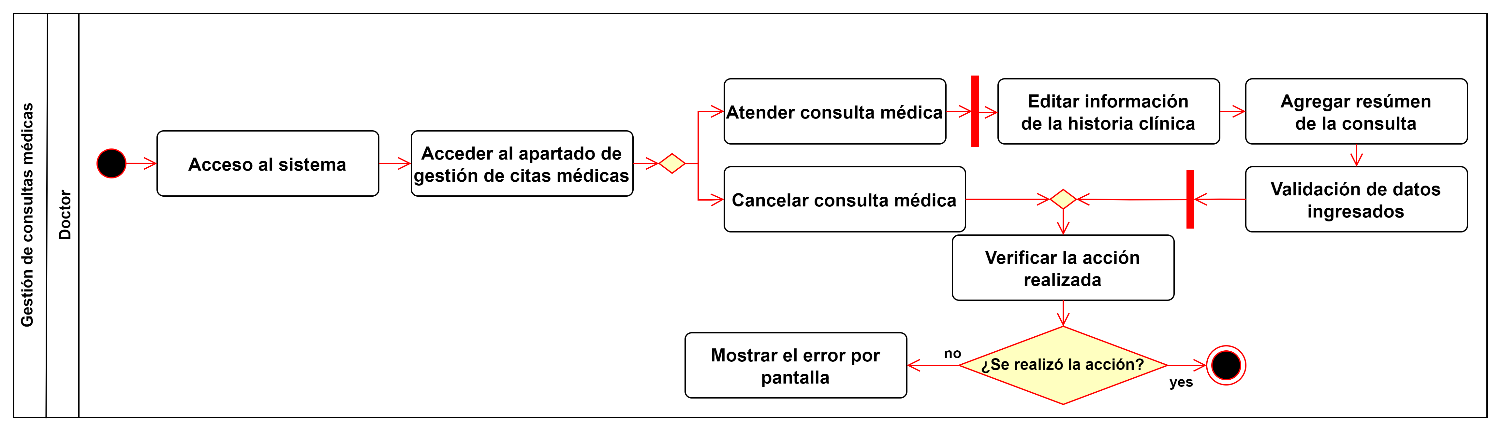 Gestión de consultas médicas
Doctor
Acceso al sistema
Acceder al apartado de
gestión de citas médicas
Atender consulta médica
Editar información
de la historia clínica
Agregar resúmen
de la consulta
Cancelar consulta médica
Validación de datos
ingresados
Verificar la acción
realizada
Mostrar el error por
pantalla
no
¿Se realizó la acción?
yes